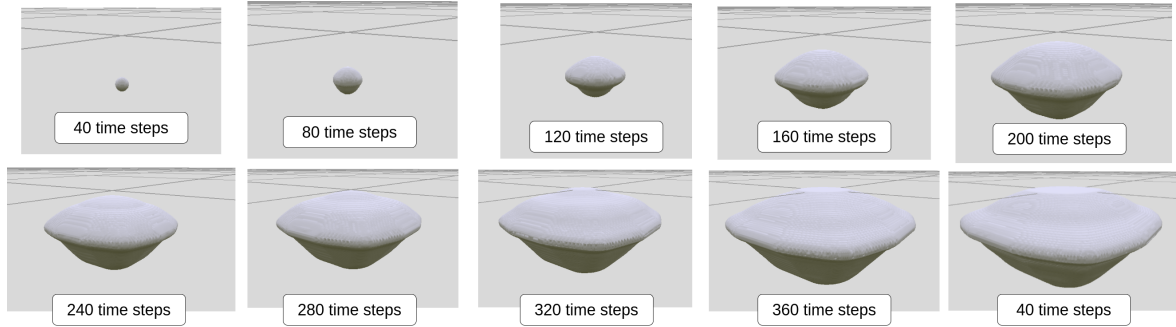 40 time steps
80 time steps
120 time steps
160 time steps
200 time steps
240 time steps
280 time steps
320 time steps
360 time steps
40 time steps